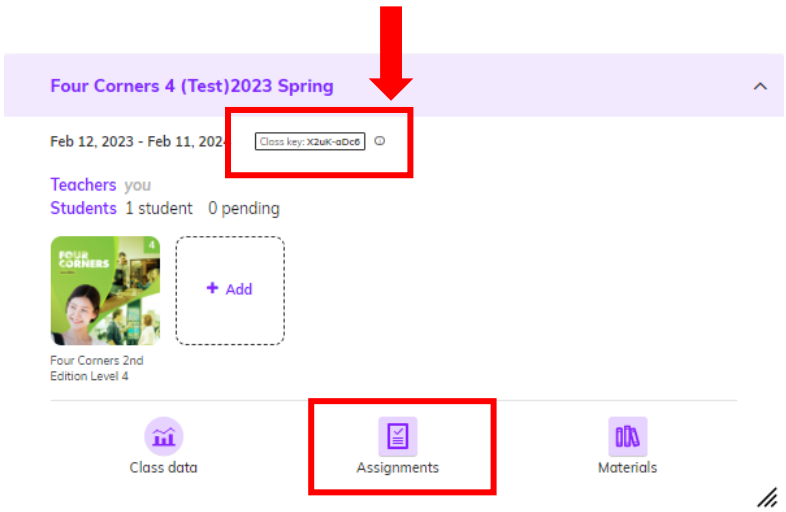 Four Corners 4 (Test)2023 Spring
Feb 12, 2023 - Feb 11, 202
Class key: X2uK-aDc6
Teachers you
Students 1 student 0 pending
4
FOUR
CORNERS
+ Add
Four Corners 2nd
Edition Level 4
Class data
Assignments
Materials